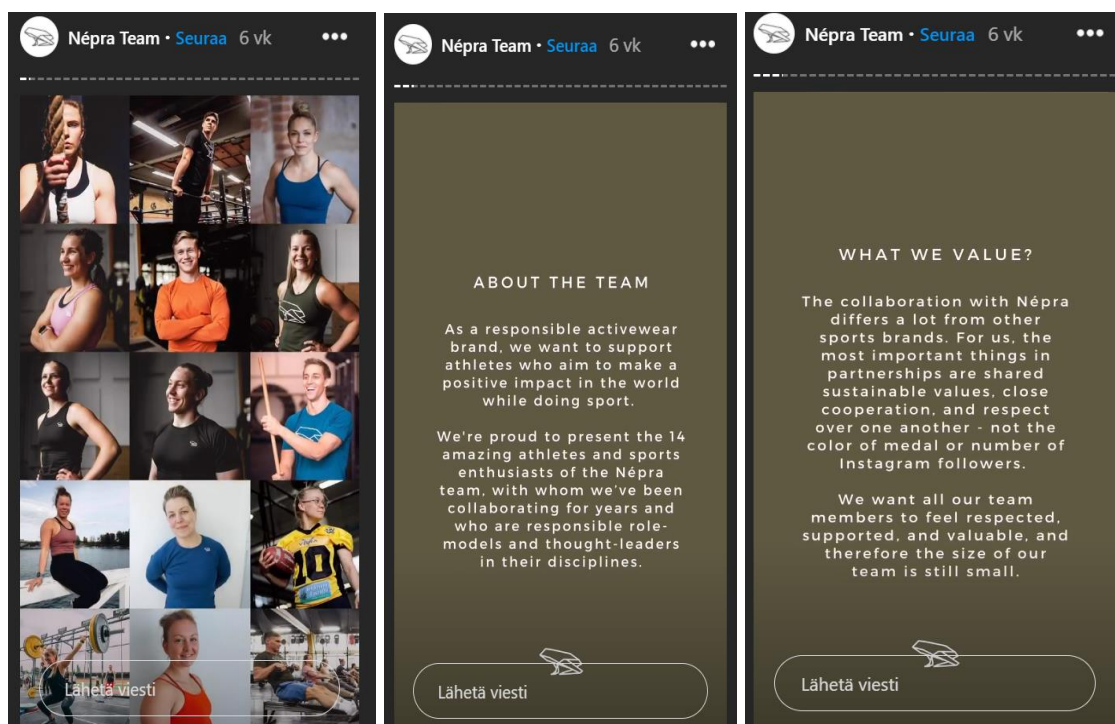 Népra Team • Seuraa 6 vk
Lähetä viesti
10
Népra Team • Seuraa 6 vk
ABOUT THE TEAM
As a responsible activewear
brand, we want to support
athletes who aim to make a
positive impact in the world
while doing sport.
We're proud to present the 14
amazing athletes and sports
enthusiasts of the Népra
team, with whom we've been
collaborating for years and
who are responsible role-
models and thought-leaders
in their disciplines.
Lähetä viesti
Népra Team • Seuraa 6 vk
WHAT WE VALUE?
The collaboration with Népra
differs a lot from other
sports brands. For us, the
most important things in
partnerships are shared
sustainable values, close
cooperation, and respect
over one another - not the
color of medal or number of
Instagram followers.
We want all our team
members to feel respected,
supported, and valuable, and
therefore the size of our
team is still small.
Lähetä viesti